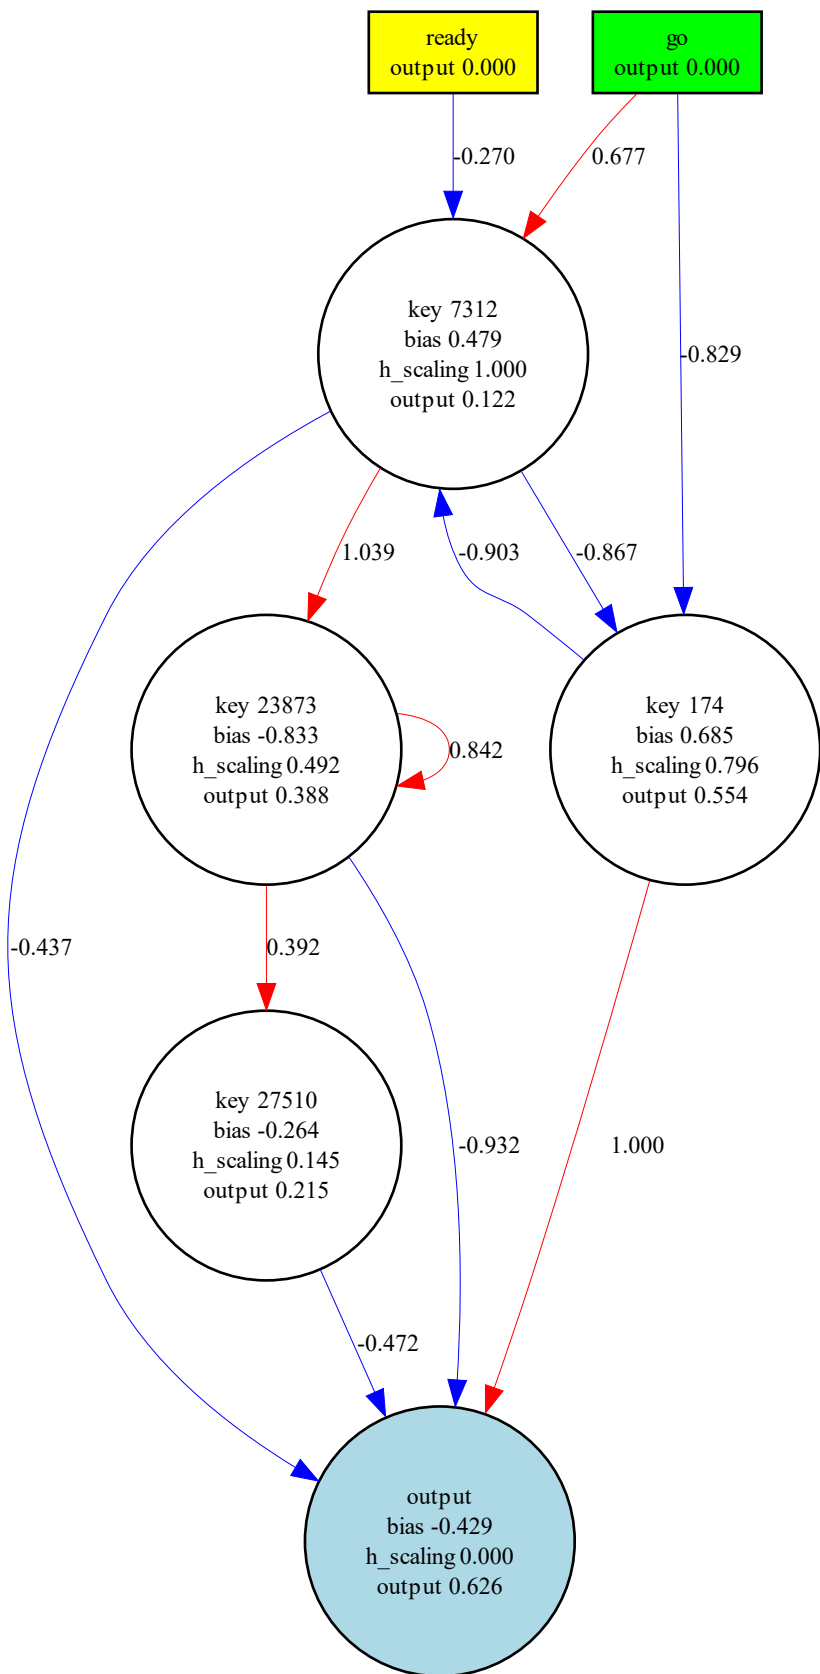 ready
output 0.000
go
output 0.000
-0.270
0.677
key 7312
bias 0.479
h_scaling 1.000
output 0.122
-0.829
1.039
-0.903
-0.867
key 23873
bias -0.833
h_scaling 0.492
output 0.388
0.842
key 174
bias 0.685
h_scaling 0.796
output 0.554
-0.437
0.392
key 27510
bias -0.264
h_scaling 0.145
output 0.215
-0.932
1.000
-0.472
output
bias -0.429
h_scaling 0.000
output 0.626